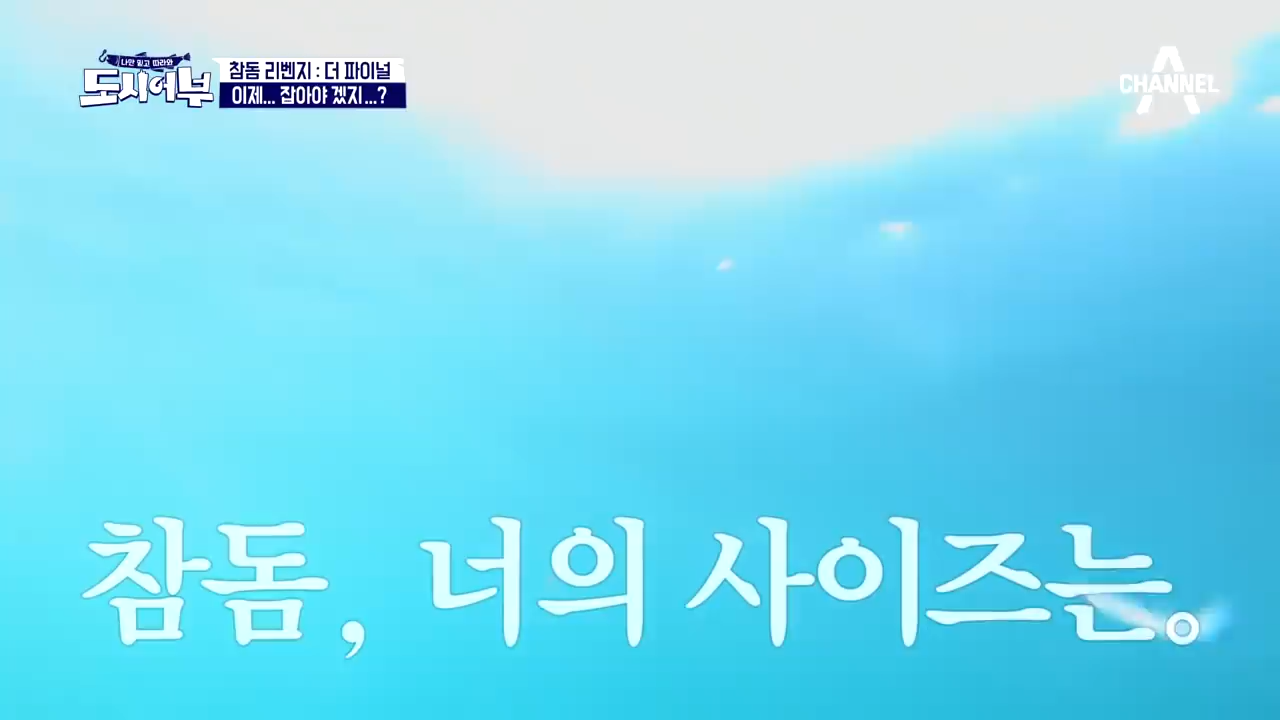 나만 믿고 따라와
도시어부
참돔 리벤지 : 더 파이널
이제... 잡아야 겠지...?
CHANNEL A
참돔, 너의 사이즈는。